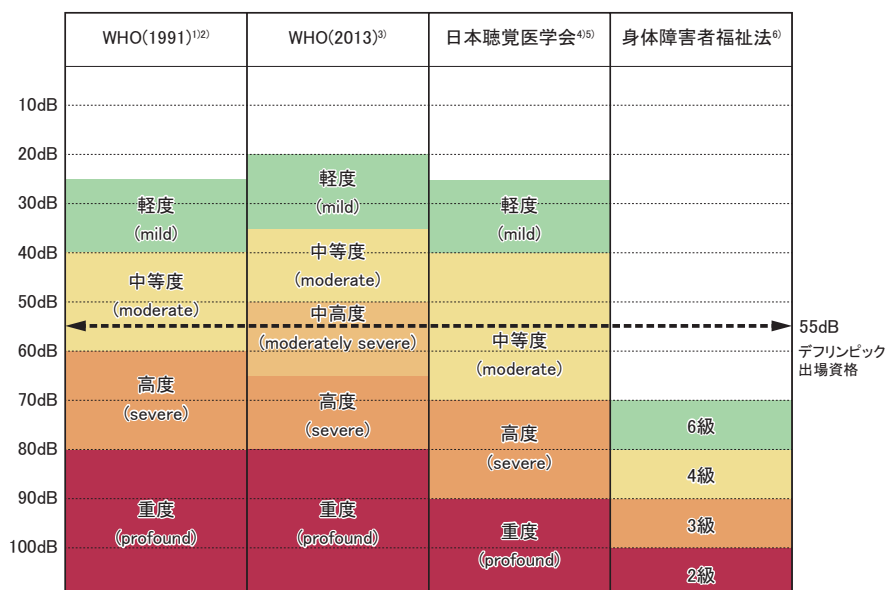 WHO(1991)1)2)
WHO(2013)3)
日本聴覚医学会4)5)
身体障害者福祉法6)
10dB
20dB
30dB
40dB
50dB
60dB
70dB
80dB
90dB
100dB
軽度
(mild)
中等度
(moderate)
高度
(severe)
重度
(profound)
軽度
(mild)
中等度
(moderate)
中高度
(moderately severe)
高度
(severe)
重度
(profound)
軽度
(mild)
中等度
(moderate)
高度
(severe)
重度
(profound)
6級
4級
3級
2級
55dB
デフリンピック
出場資格